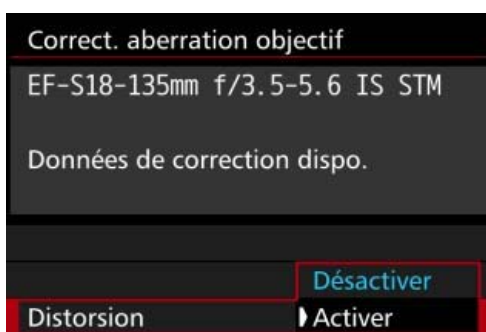 Correct. aberration objectif
EF-S18-135mm f/3.5-5.6 IS STM
Données de correction dispo.
Désactiver
Distorsion Activer